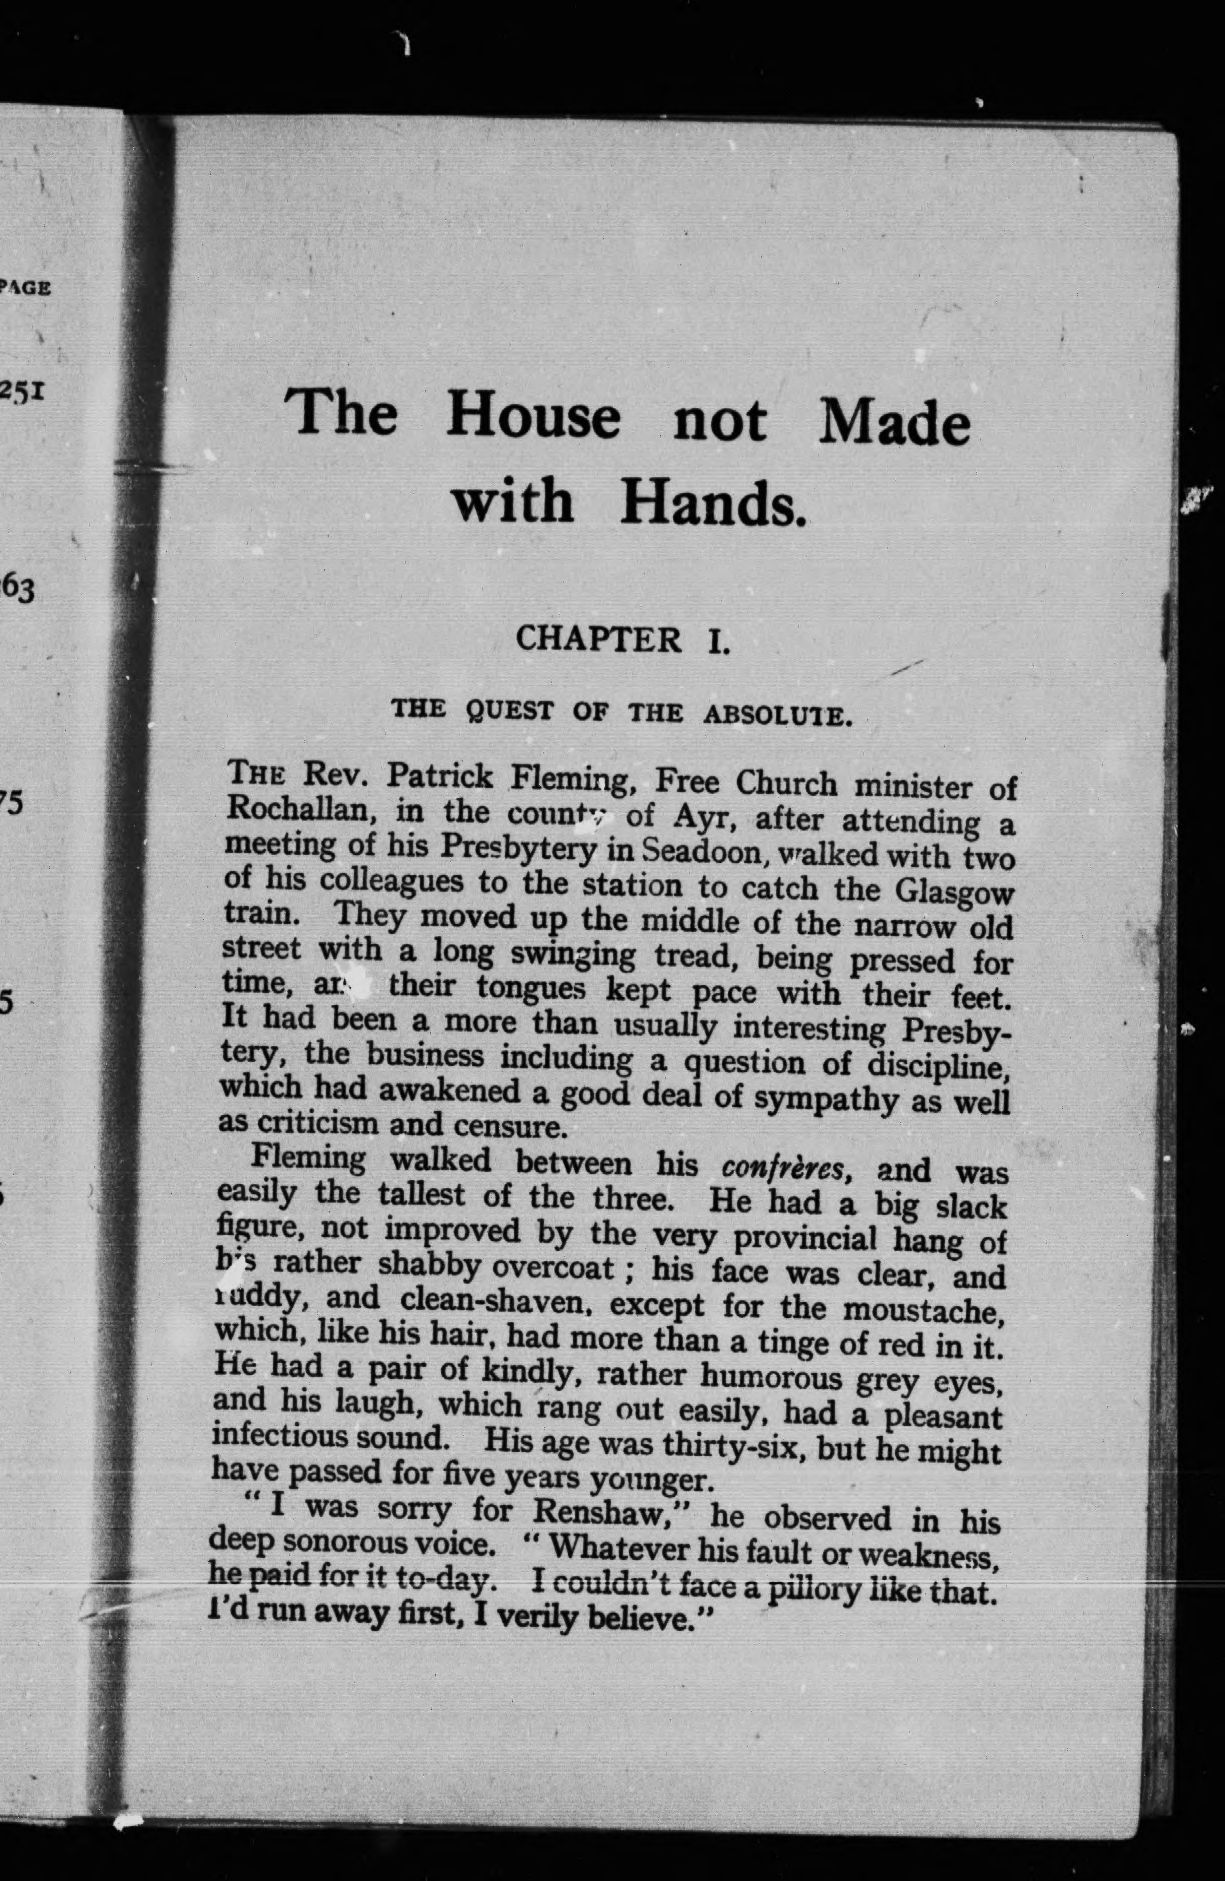 PAGE
251
63
75
5
The House not Made
with Hands.
CHAPTER I.
THE QUEST OF THE ABSOLUTE.
THE Rev. Patrick Fleming, Free Church minister of
Rochallan, in the county of Ayr, after attending a
meeting of his Presbytery in Seadoon, walked with two
of his colleagues to the station to catch the Glasgow
train. They moved up the middle of the narrow old
street with a long swinging tread, being pressed for
time, and their tongues kept pace with their feet.
It had been a more than usually interesting Presby-
tery, the business including a question of discipline,
which had awakened a good deal of sympathy as well
as criticism and censure.
Fleming walked between his confrères, and was
easily the tallest of the three. He had a big slack
figure, not improved by the very provincial hang of
his rather shabby overcoat ; his face was clear, and
ruddy, and clean-shaven, except for the moustache,
which, like his hair, had more than a tinge of red in it.
He had a pair of kindly, rather humorous grey eyes,
and his laugh, which rang out easily, had a pleasant
infectious sound. His age was thirty-six, but he might
have passed for five years younger.
" I was sorry for Renshaw," he observed in his
deep sonorous voice. " Whatever his fault or weakness,
he paid for it to-day. I couldn't face a pillory like that.
I'd run away first, I verily believe."